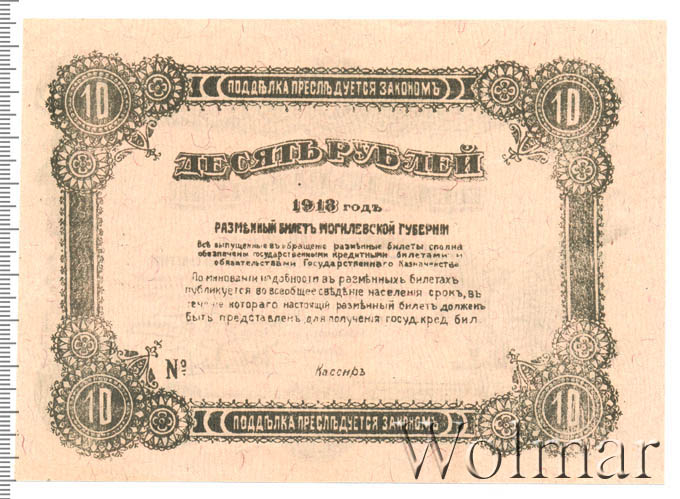 10 ПОДДѢЛКА ПРЕСЛѢДУЕТСЯ ЗАКОНОМЪ 10
ДЕСЯТЬ РУБЛЕЙ
1918 годъ
РАЗМѢННЫЙ БИЛЕТЪ МОГИЛЕВСКОЙ ГУБЕРНІИ
Всѣ выпущенные въ обращеніе размѣнные билеты сполна
обезпечены государственными кредитными билетами и
обязательствами Государственнаго Казначейства
По минованіи надобности въ размѣнныхъ билетахъ
публикуется во всеобщее свѣдѣніе населенія срокъ, въ
теченіе котораго настоящій размѣнный билетъ долженъ
быть представленъ для полученія госуд. кред. бил.
№
Кассиръ
10 ПОДДѢЛКА ПРЕСЛѢДУЕТСЯ ЗАКОНОМЪ 10
Wolmar